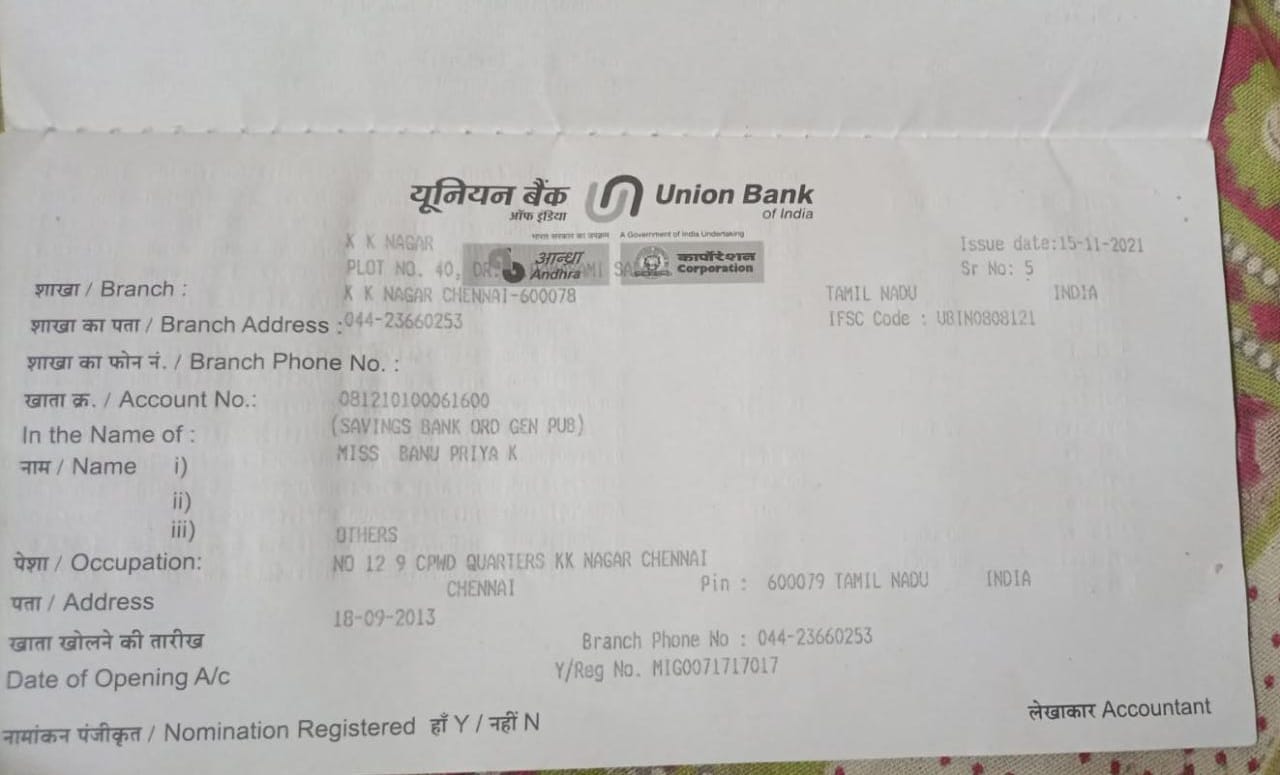 यूनियन बैंक Union Bank
ऑफ इंडिया of India
भारत सरकार का उपक्रम A Government of India Undertaking
आन्ध्रा Andhra कार्पोरेशन Corporation
K K NAGAR Issue date:15-11-2021
PLOT NO. 40, DR. Sr No: 5
शाखा / Branch : K K NAGAR CHENNAI-600078 TAMIL NADU INDIA
शाखा का पता / Branch Address : 044-23660253 IFSC Code : UBIN0808121
शाखा का फोन नं. / Branch Phone No. :
खाता क्र. / Account No.: 081210100061600
In the Name of : (SAVINGS BANK ORD GEN PUB)
नाम / Name i) MISS BANU PRIYA K
ii)
iii) OTHERS
पेशा / Occupation: NO 12 9 CPWD QUARTERS KK NAGAR CHENNAI
CHENNAI Pin : 600079 TAMIL NADU INDIA
पता / Address
18-09-2013
खाता खोलने की तारीख Branch Phone No : 044-23660253
Date of Opening A/c Y/Reg No. MIG0071717017
नामांकन पंजीकृत / Nomination Registered हाँ Y / नहीं N लेखाकार Accountant